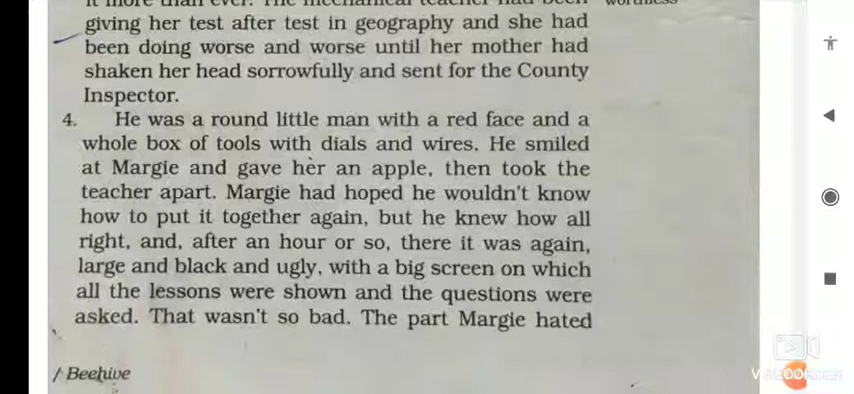 it more than ever. The mechanical teacher had been
giving her test after test in geography and she had
been doing worse and worse until her mother had
shaken her head sorrowfully and sent for the County
Inspector.
4. He was a round little man with a red face and a
whole box of tools with dials and wires. He smiled
at Margie and gave her an apple, then took the
teacher apart. Margie had hoped he wouldn't know
how to put it together again, but he knew how all
right, and, after an hour or so, there it was again,
large and black and ugly, with a big screen on which
all the lessons were shown and the questions were
asked. That wasn't so bad. The part Margie hated
/ Beehive